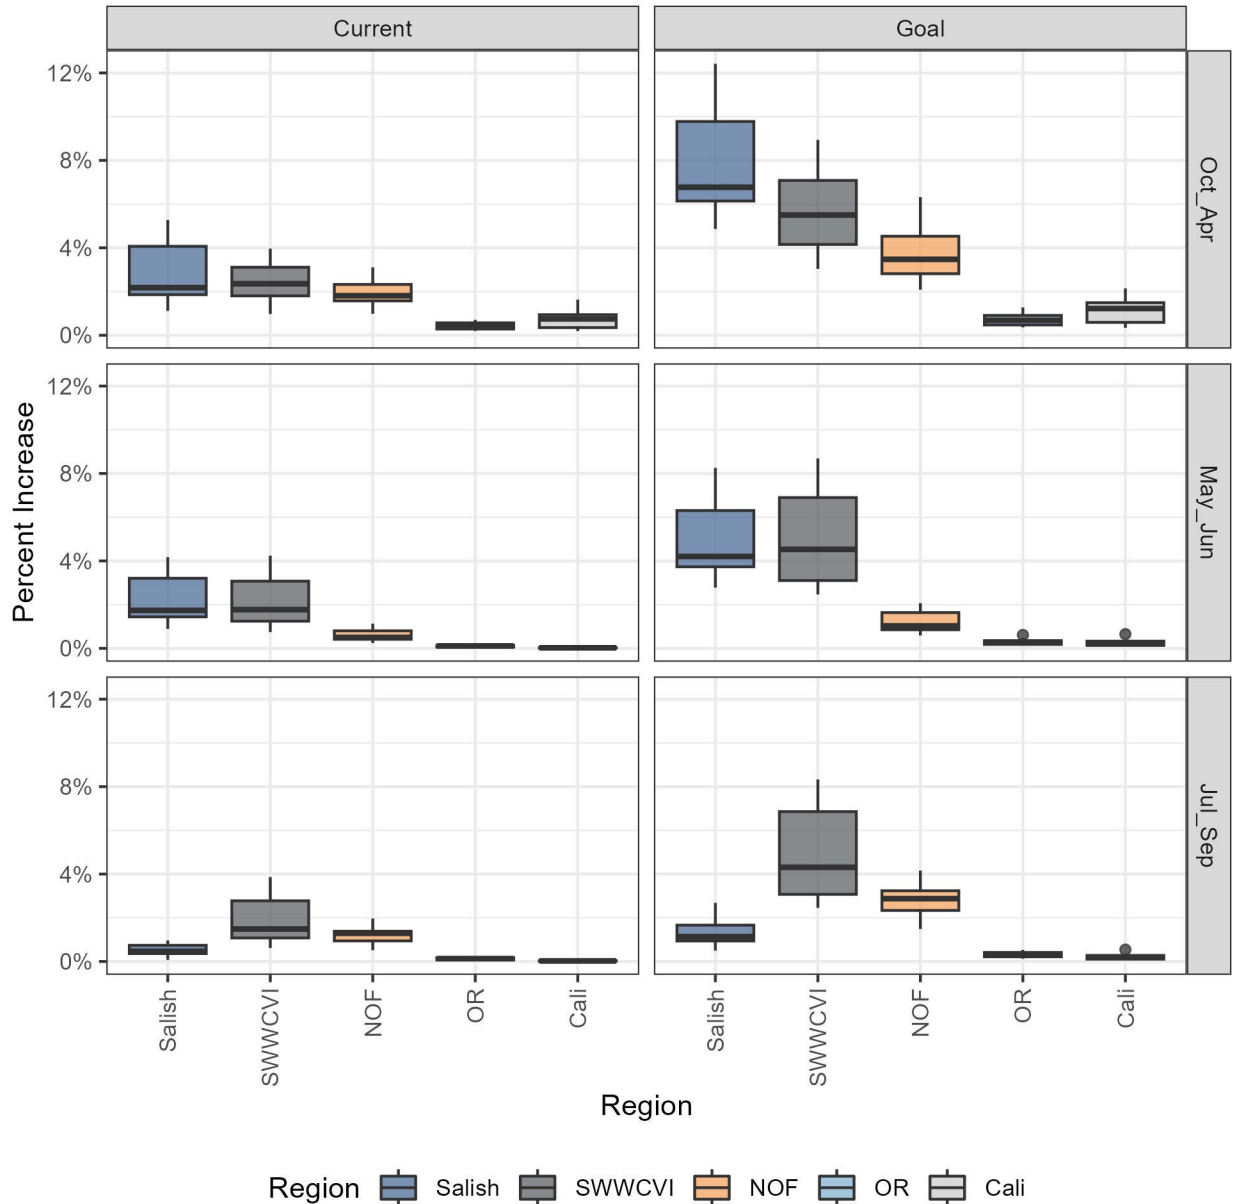 Current Goal
12%
8%
4%
0%
Oct_Apr
12%
8%
4%
0%
May_Jun
12%
8%
4%
0%
Jul_Sep
Percent Increase
Salish SWWCVI NOF OR Cali Salish SWWCVI NOF OR Cali
Region
Region Salish SWWCVI NOF OR Cali